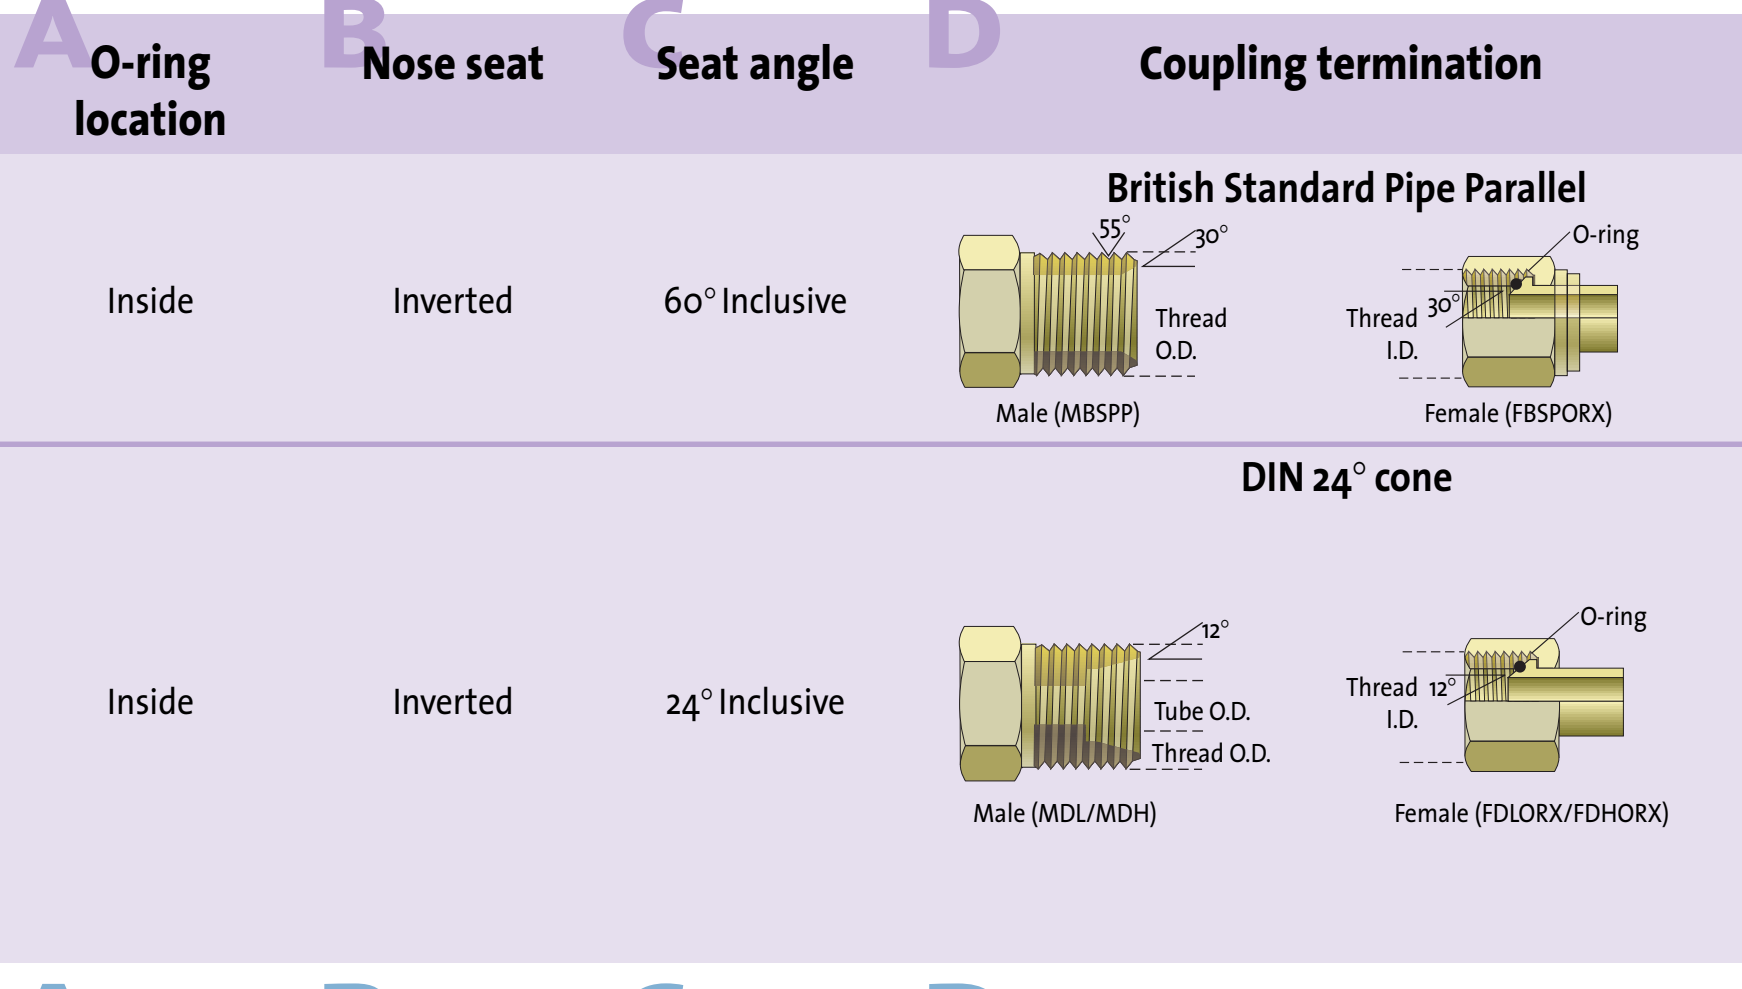 A B C D
O-ring
location
Nose seat
Seat angle
Coupling termination
British Standard Pipe Parallel
Inside
Inverted
60° Inclusive
55°
30°
Thread
O.D.
Male (MBSPP)
O-ring
30°
Thread
I.D.
Female (FBSPORX)
DIN 24° cone
Inside
Inverted
24° Inclusive
12°
Tube O.D.
Thread O.D.
Male (MDL/MDH)
O-ring
Thread
12°
I.D.
Female (FDLORX/FDHORX)